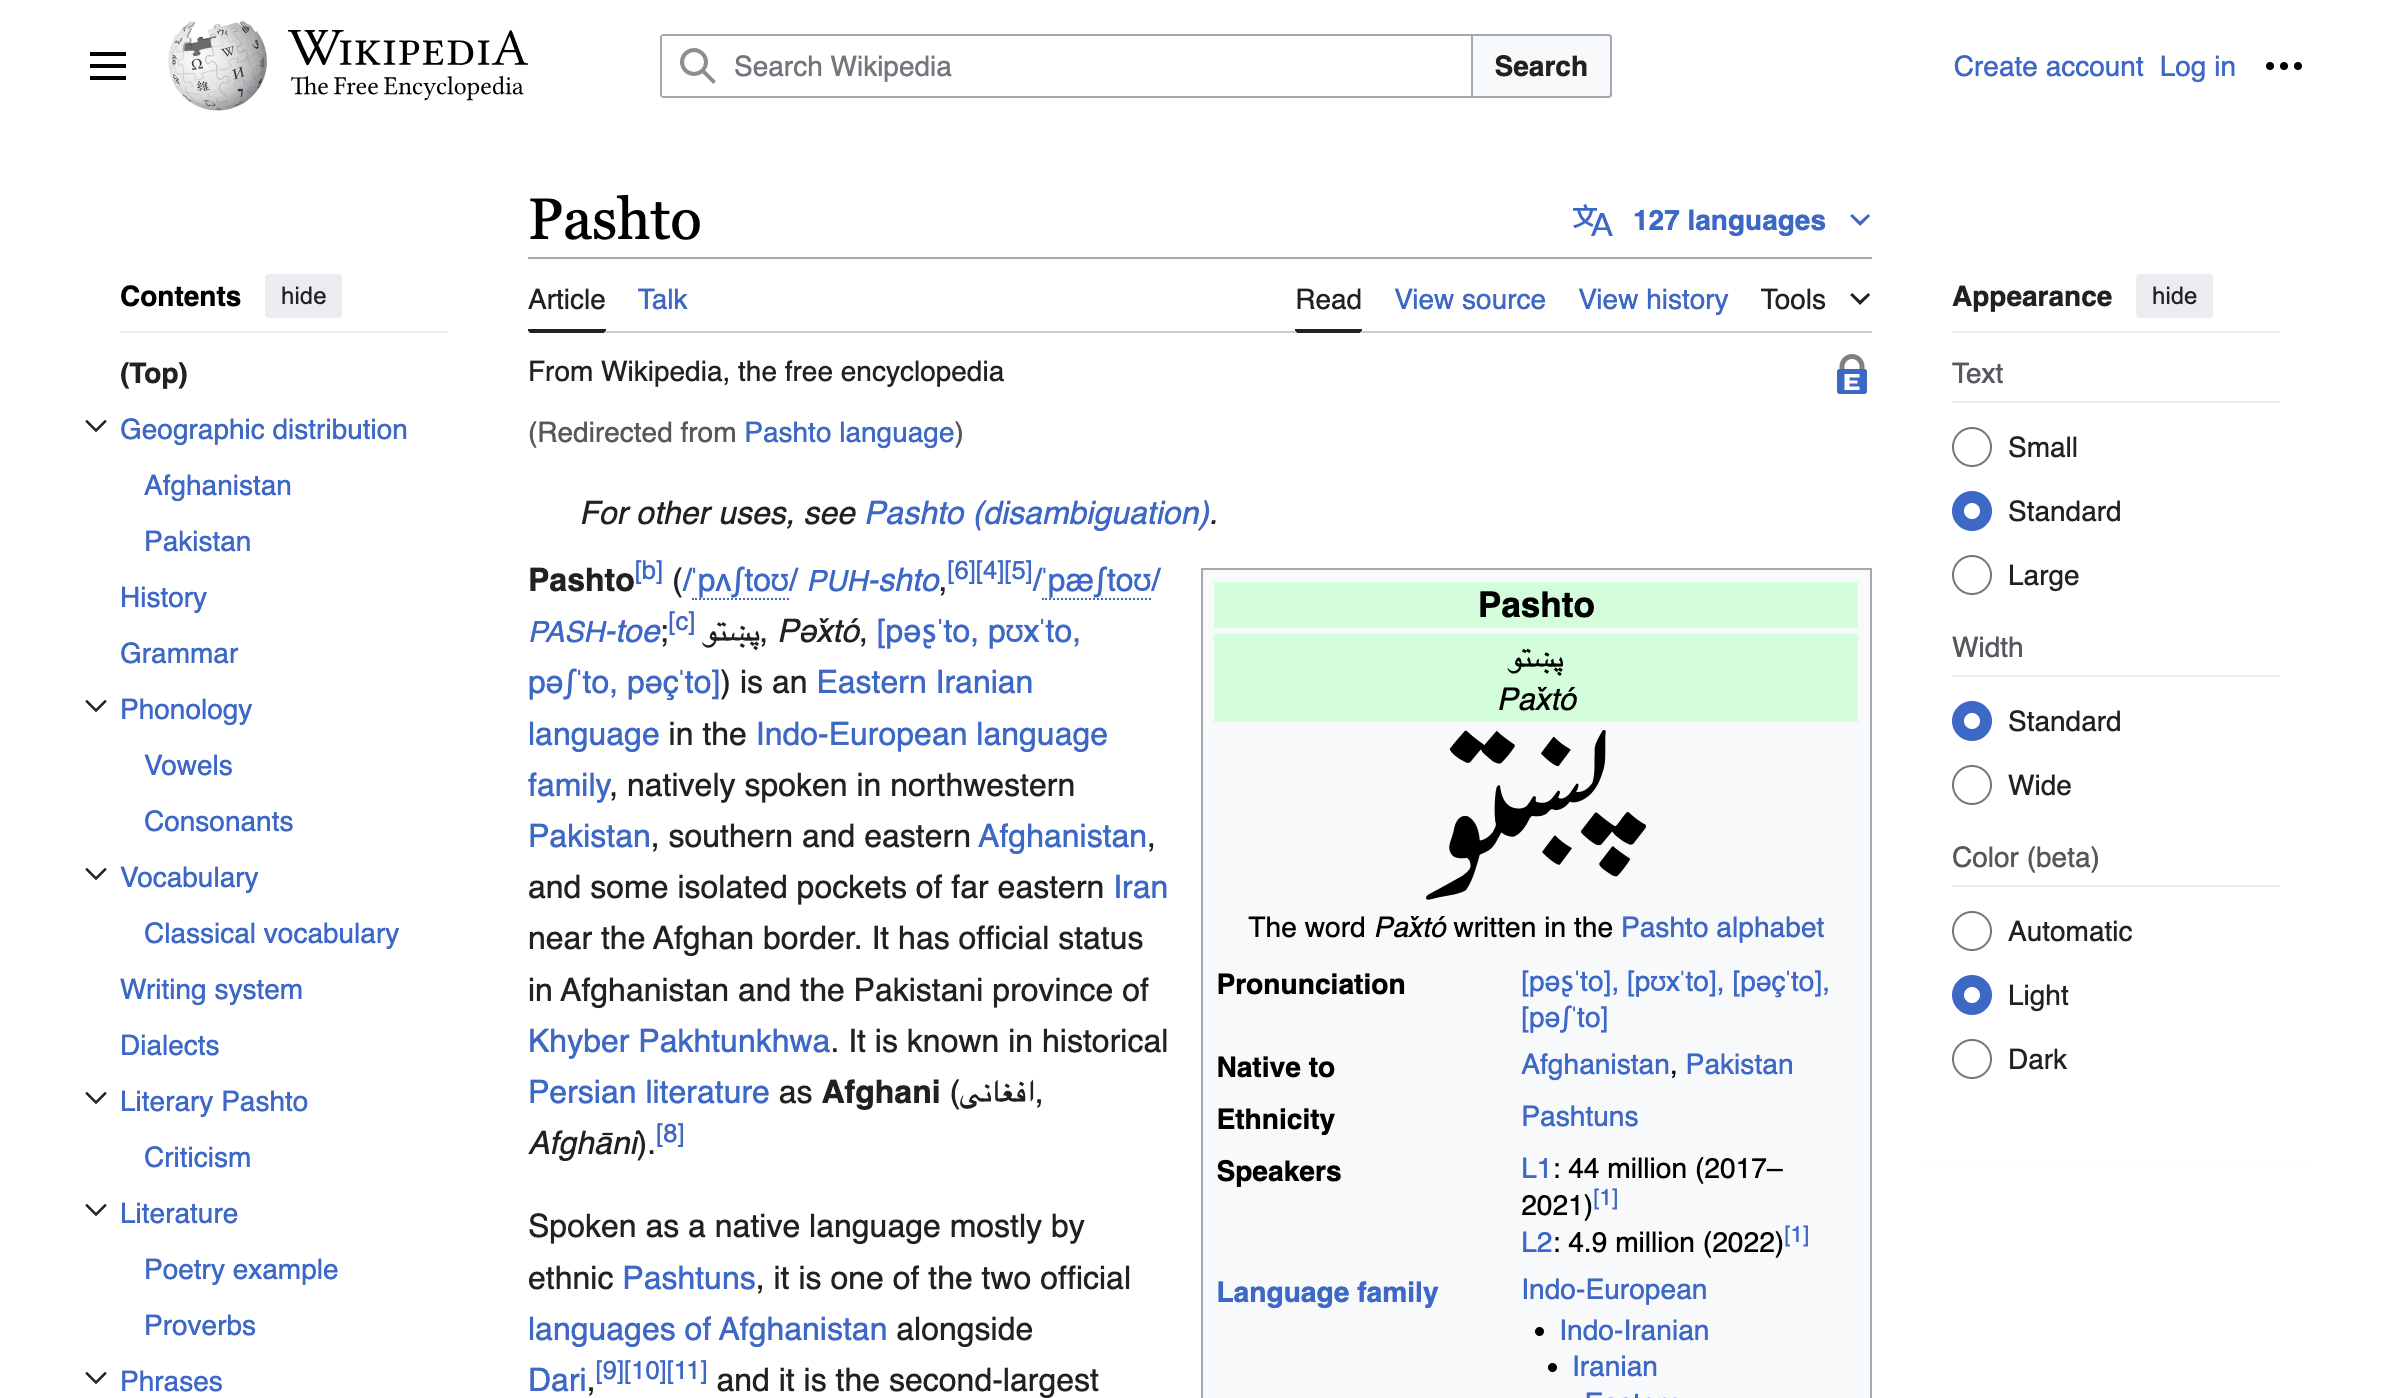 WIKIPEDIA
The Free Encyclopedia
Search Wikipedia
Search
Create account Log in
Pashto
127 languages
Contents hide
(Top)
Geographic distribution
Afghanistan
Pakistan
History
Grammar
Phonology
Vowels
Consonants
Vocabulary
Classical vocabulary
Writing system
Dialects
Literary Pashto
Criticism
Literature
Poetry example
Proverbs
Phrases
Article Talk
Read View source View history Tools
From Wikipedia, the free encyclopedia
(Redirected from Pashto language)
For other uses, see Pashto (disambiguation).
Pashto[b] (/ˈpʌʃtoʊ/ PUH-shto,[6][4][5]/ˈpæʃtoʊ/
PASH-toe;[c] پښتو, Pəx̌tó, [pəʂˈto, pʊxˈto,
pəʃˈto, pəçˈto]) is an Eastern Iranian
language in the Indo-European language
family, natively spoken in northwestern
Pakistan, southern and eastern Afghanistan,
and some isolated pockets of far eastern Iran
near the Afghan border. It has official status
in Afghanistan and the Pakistani province of
Khyber Pakhtunkhwa. It is known in historical
Persian literature as Afghani (افغانی,
Afghāni).[8]
Spoken as a native language mostly by
ethnic Pashtuns, it is one of the two official
languages of Afghanistan alongside
Dari,[9][10][11] and it is the second-largest
Pashto
پښتو
Pax̌tó
پښتو
The word Pax̌tó written in the Pashto alphabet
Pronunciation [pəʂˈto], [pʊxˈto], [pəçˈto],
[pəʃˈto]
Native to Afghanistan, Pakistan
Ethnicity Pashtuns
Speakers L1: 44 million (2017–
2021)[1]
L2: 4.9 million (2022)[1]
Language family Indo-European
Indo-Iranian
Iranian
Appearance hide
Text
Small
Standard
Large
Width
Standard
Wide
Color (beta)
Automatic
Light
Dark